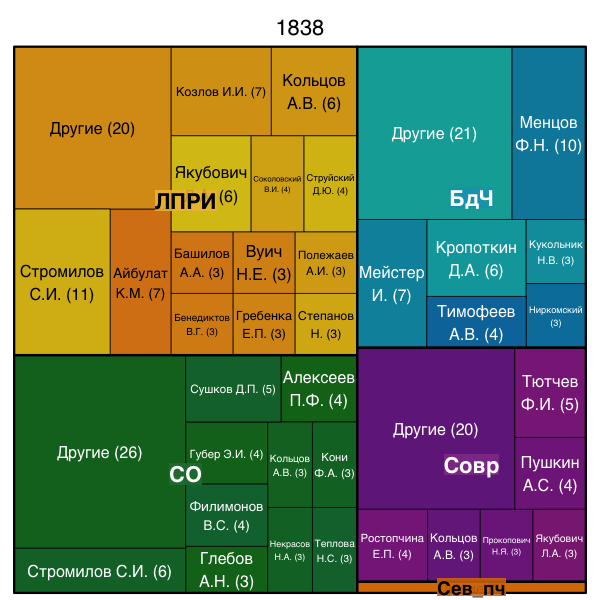 1838
Другие (20)
Козлов И.И. (7)
Кольцов
А.В. (6)
Якубович
(6)
Соколовский
В.И. (4)
Струйский
Д.Ю. (4)
ЛПРИ
Стромилов
С.И. (11)
Айбулат
К.М. (7)
Башилов
А.А. (3)
Вуич
Н.Е. (3)
Полежаев
А.И. (3)
Бенедиктов
В.Г. (3)
Гребенка
Е.П. (3)
Степанов
Н. (3)
Другие (21)
Менцов
Ф.Н. (10)
БдЧ
Мейстер
И. (7)
Кропоткин
Д.А. (6)
Кукольник
Н.В. (3)
Тимофеев
А.В. (4)
Ниркомский
(3)
Другие (26)
Сушков Д.П. (5)
Алексеев
П.Ф. (4)
Губер Э.И. (4)
Кольцов
А.В. (3)
Кони
Ф.А. (3)
СО
Филимонов
В.С. (4)
Некрасов
Н.А. (3)
Теплова
Н.С. (3)
Стромилов С.И. (6)
Глебов
А.Н. (3)
Другие (20)
Тютчев
Ф.И. (5)
Совр
Пушкин
А.С. (4)
Ростопчина
Е.П. (4)
Кольцов
А.В. (3)
Прокопович
Н.Я. (3)
Якубович
Л.А. (3)
Сев_пч